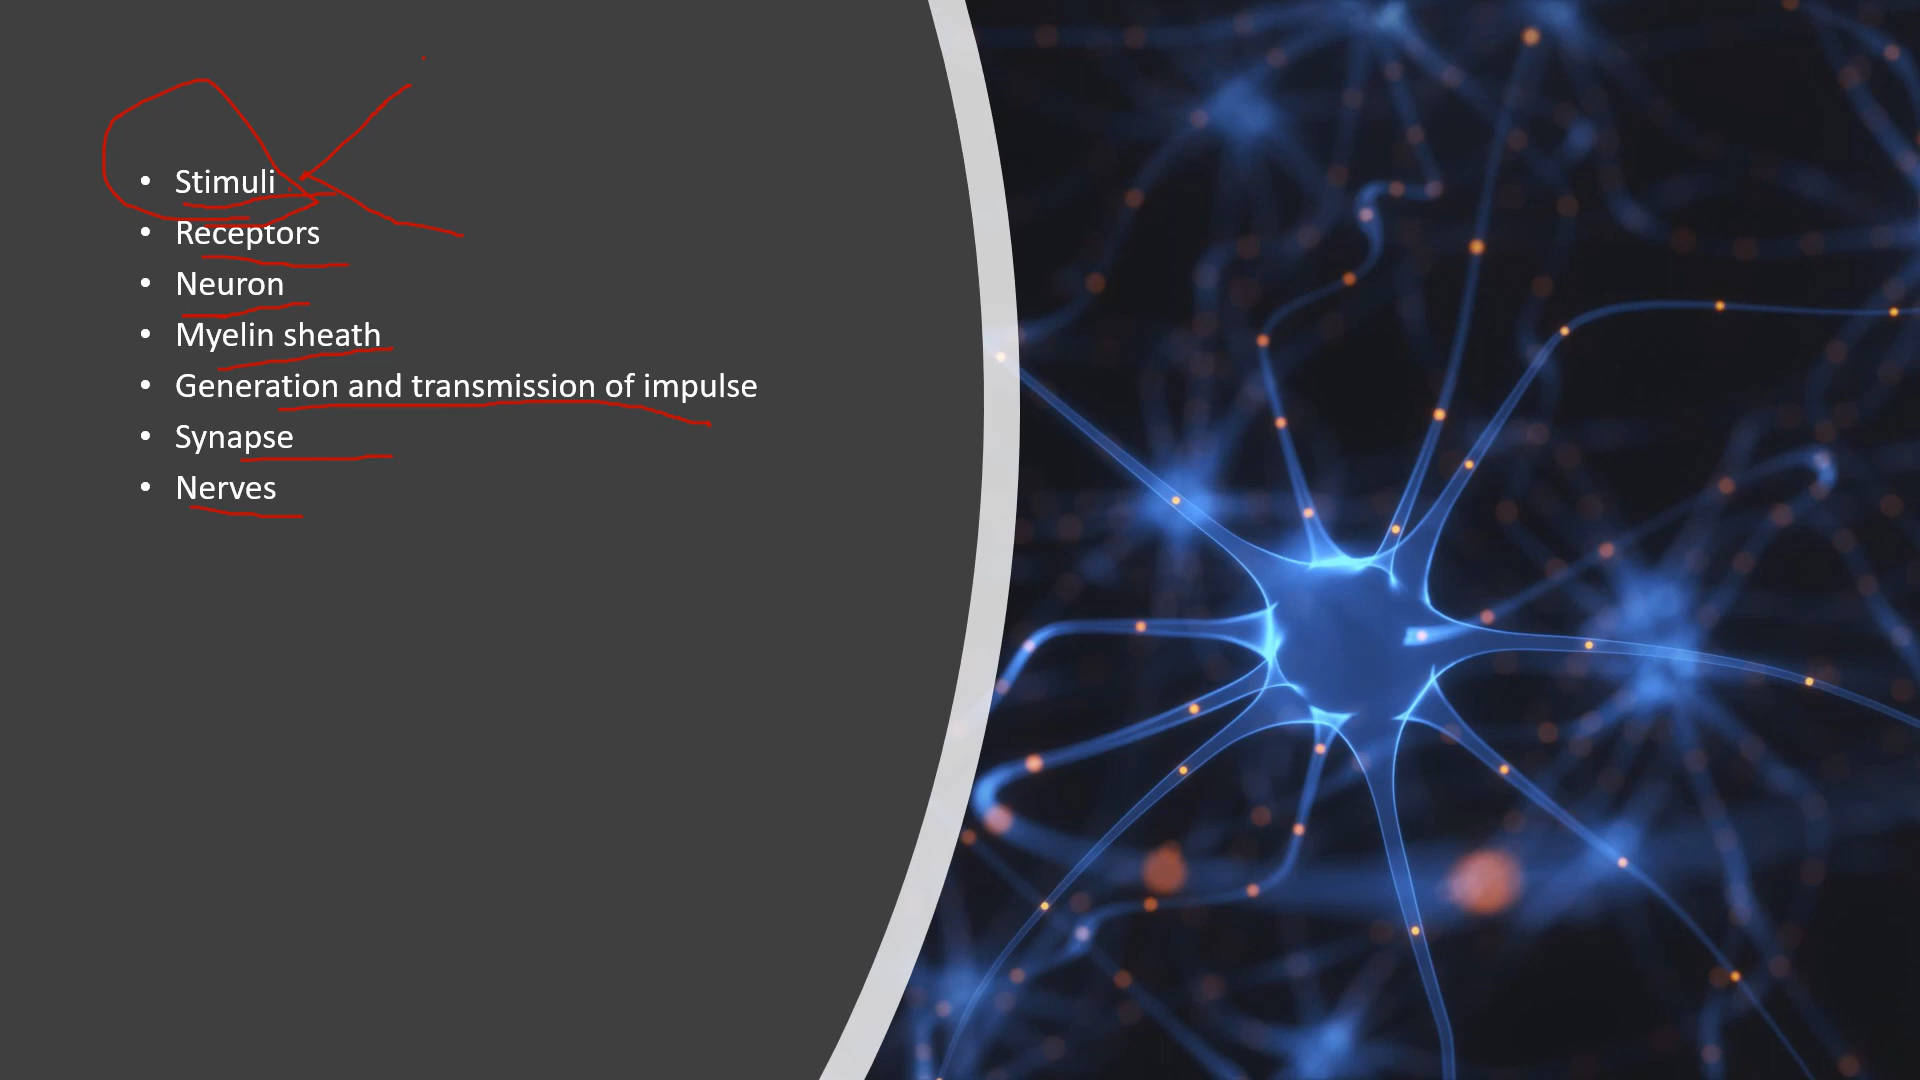 • Stimuli
• Receptors
• Neuron
• Myelin sheath
• Generation and transmission of impulse
• Synapse
• Nerves